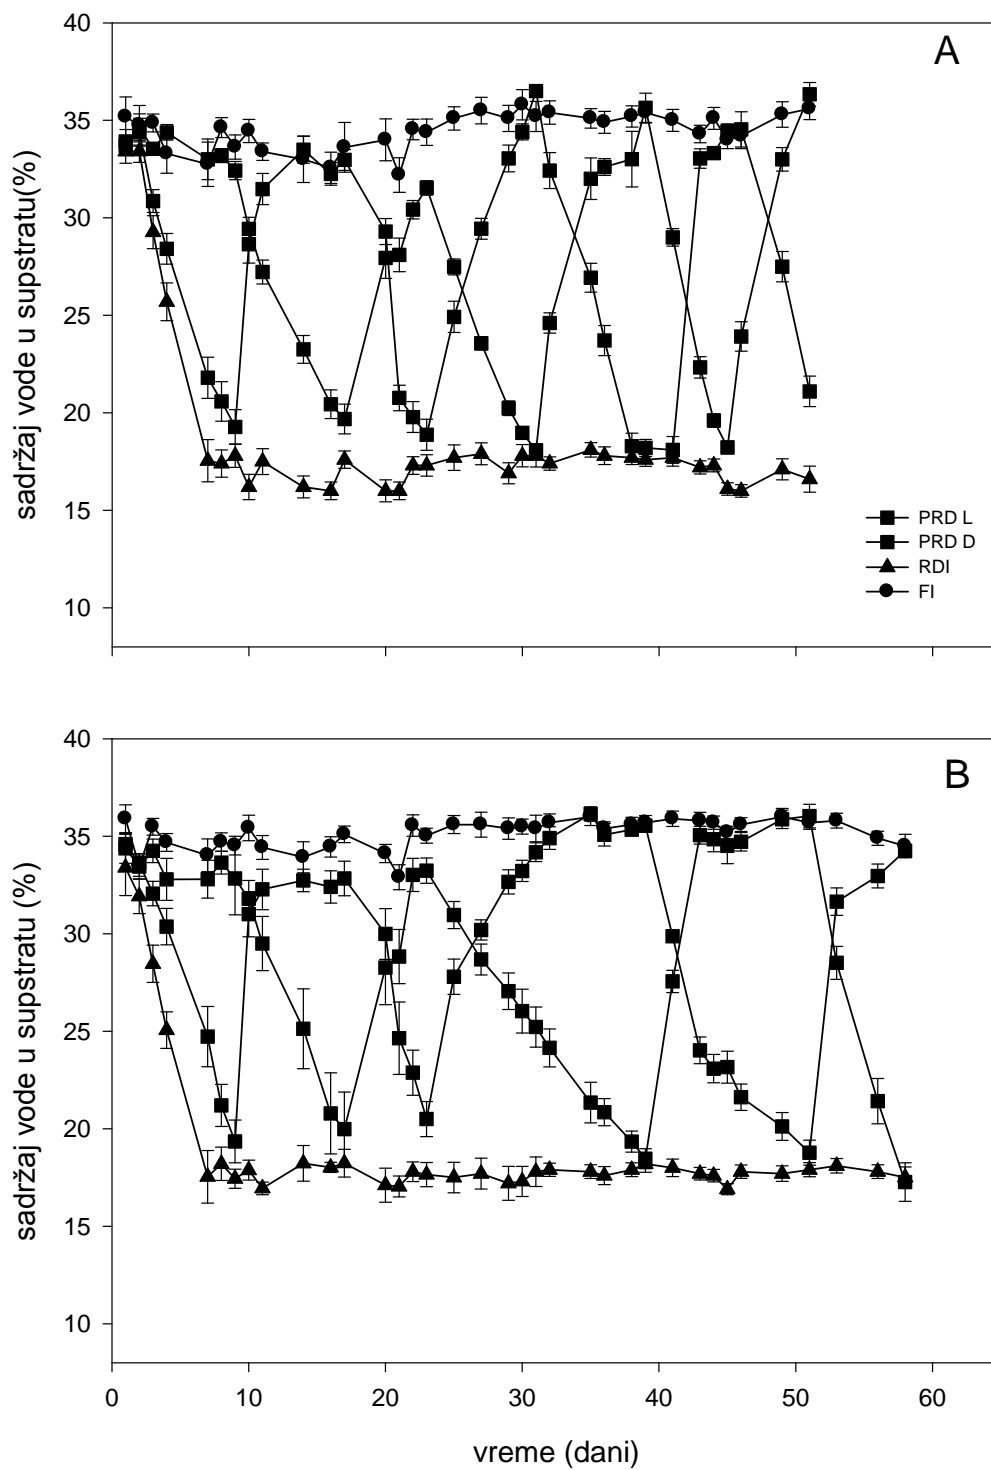 A
40
35
30
25
20
15
10
sadržaj vode u supstratu(%)
PRD L
PRD D
RDI
FI
B
40
35
30
25
20
15
10
sadržaj vode u supstratu (%)
0 10 20 30 40 50 60
vreme (dani)